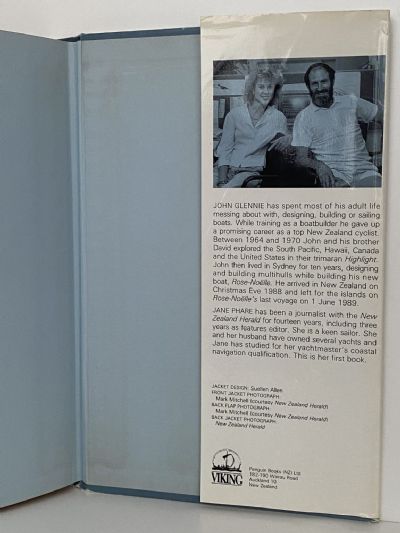 JOHN GLENNIE has spent most of his adult life
messing about with, designing, building or sailing
boats. While training as a boatbuilder he gave up
a promising career as a top New Zealand cyclist.
Between 1964 and 1970 John and his brother
David explored the South Pacific, Hawaii, Canada
and the United States in their trimaran Highlight.
John then lived in Sydney for ten years, designing
and building multihulls while building his new
boat, Rose-Noëlle. He arrived in New Zealand on
Christmas Eve 1988 and left for the islands on
Rose-Noëlle's last voyage on 1 June 1989.
JANE PHARE has been a journalist with the New
Zealand Herald for fourteen years, including three
years as features editor. She is a keen sailor. She
and her husband have owned several yachts and
Jane has studied for her yachtmaster's coastal
navigation qualification. This is her first book.
JACKET DESIGN: Suellen Allen
FRONT JACKET PHOTOGRAPH:
Mark Mitchell (courtesy New Zealand Herald)
BACK FLAP PHOTOGRAPH:
Mark Mitchell (courtesy New Zealand Herald)
BACK JACKET PHOTOGRAPH:
New Zealand Herald
VIKING
Penguin Books (NZ) Ltd
182-190 Wairau Road
Auckland 10
New Zealand